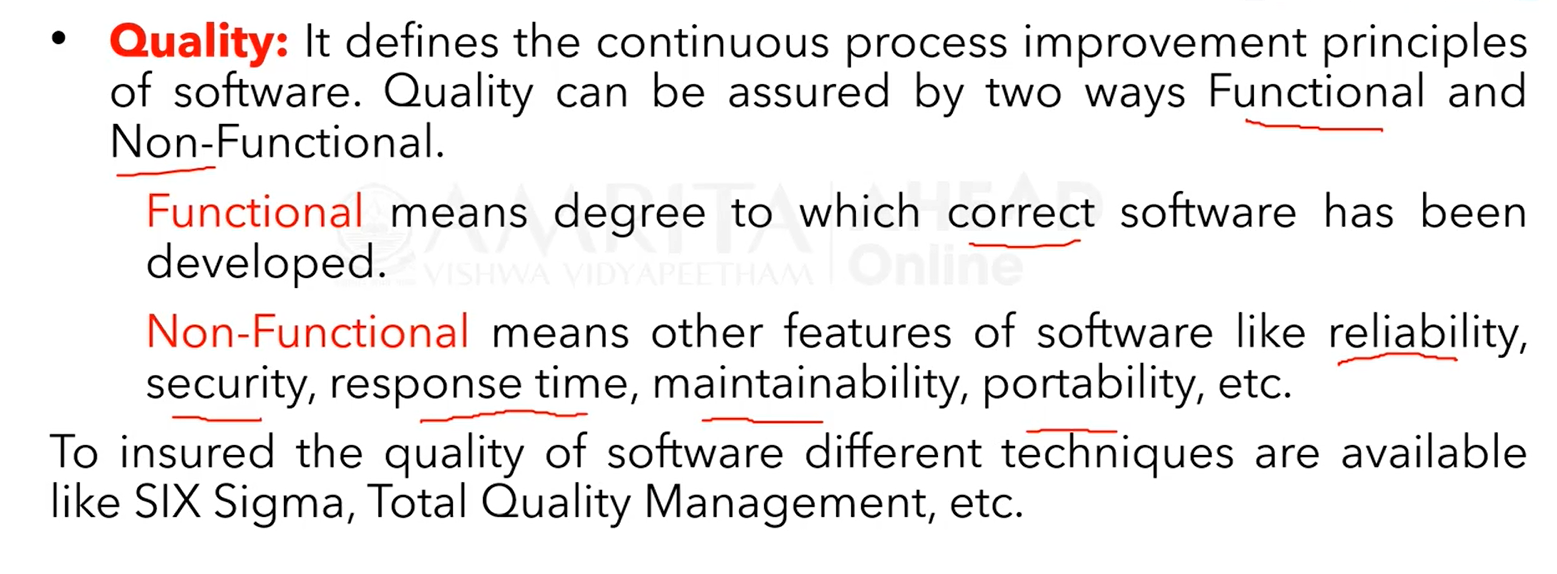 • Quality: It defines the continuous process improvement principles
of software. Quality can be assured by two ways Functional and
Non-Functional.
Functional means degree to which correct software has been
developed.
Non-Functional means other features of software like reliability,
security, response time, maintainability, portability, etc.
To insured the quality of software different techniques are available
like SIX Sigma, Total Quality Management, etc.
AMRITA AHEAD
VISHWA VIDYAPEETHAM Online